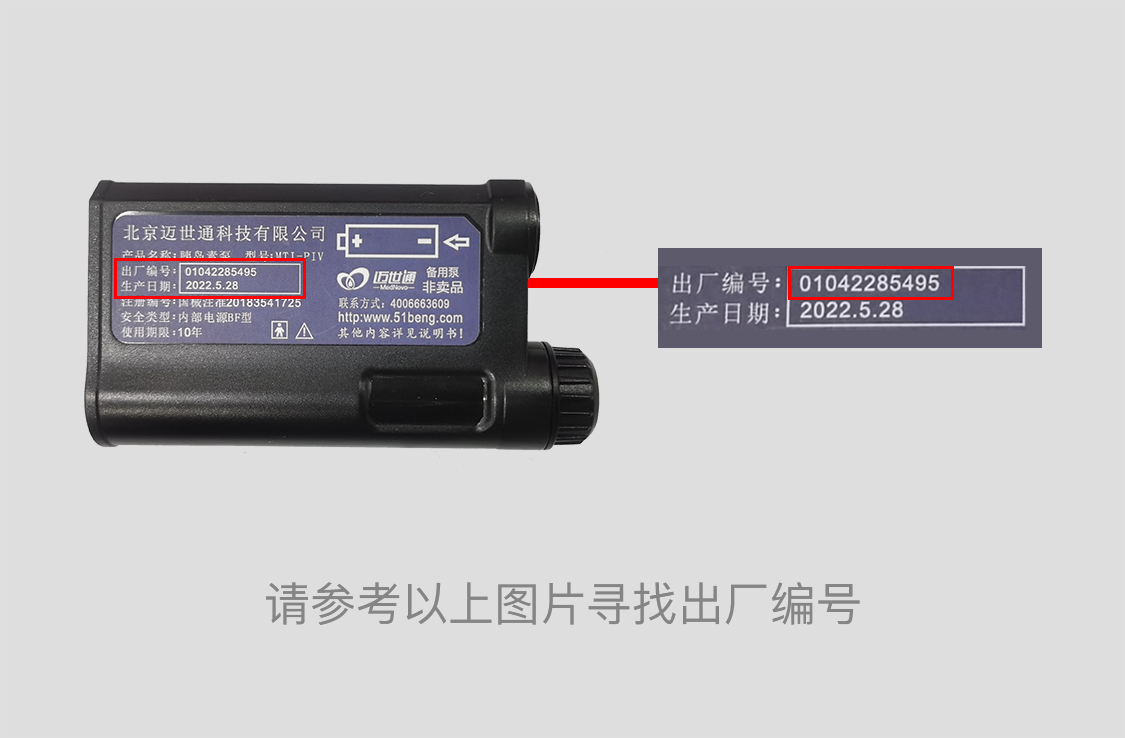 北京迈世通科技有限公司
产品名称:胰岛素泵 型号:MTI-PIV
出厂编号: 01042285495
生产日期: 2022.5.28
注册编号:国械注准20183541725
安全类型:内部电源BF型
使用期限:10年
迈世通
MedNovo
备用泵
非卖品
联系方式: 4006663609
http:www.51beng.com
其他内容详见说明书!
出厂编号: 01042285495
生产日期: 2022.5.28
请参考以上图片寻找出厂编号